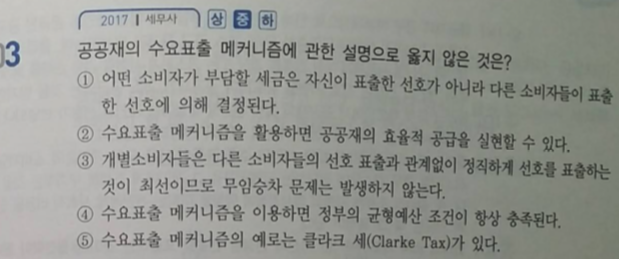 2017 | 세무사 상 중 하
03 공공재의 수요표출 메커니즘에 관한 설명으로 옳지 않은 것은?
① 어떤 소비자가 부담할 세금은 자신이 표출한 선호가 아니라 다른 소비자들이 표출
한 선호에 의해 결정된다.
② 수요표출 메커니즘을 활용하면 공공재의 효율적 공급을 실현할 수 있다.
③ 개별소비자들은 다른 소비자들의 선호 표출과 관계없이 정직하게 선호를 표출하는
것이 최선이므로 무임승차 문제는 발생하지 않는다.
④ 수요표출 메커니즘을 이용하면 정부의 균형예산 조건이 항상 충족된다.
⑤ 수요표출 메커니즘의 예로는 클라크 세(Clarke Tax)가 있다.